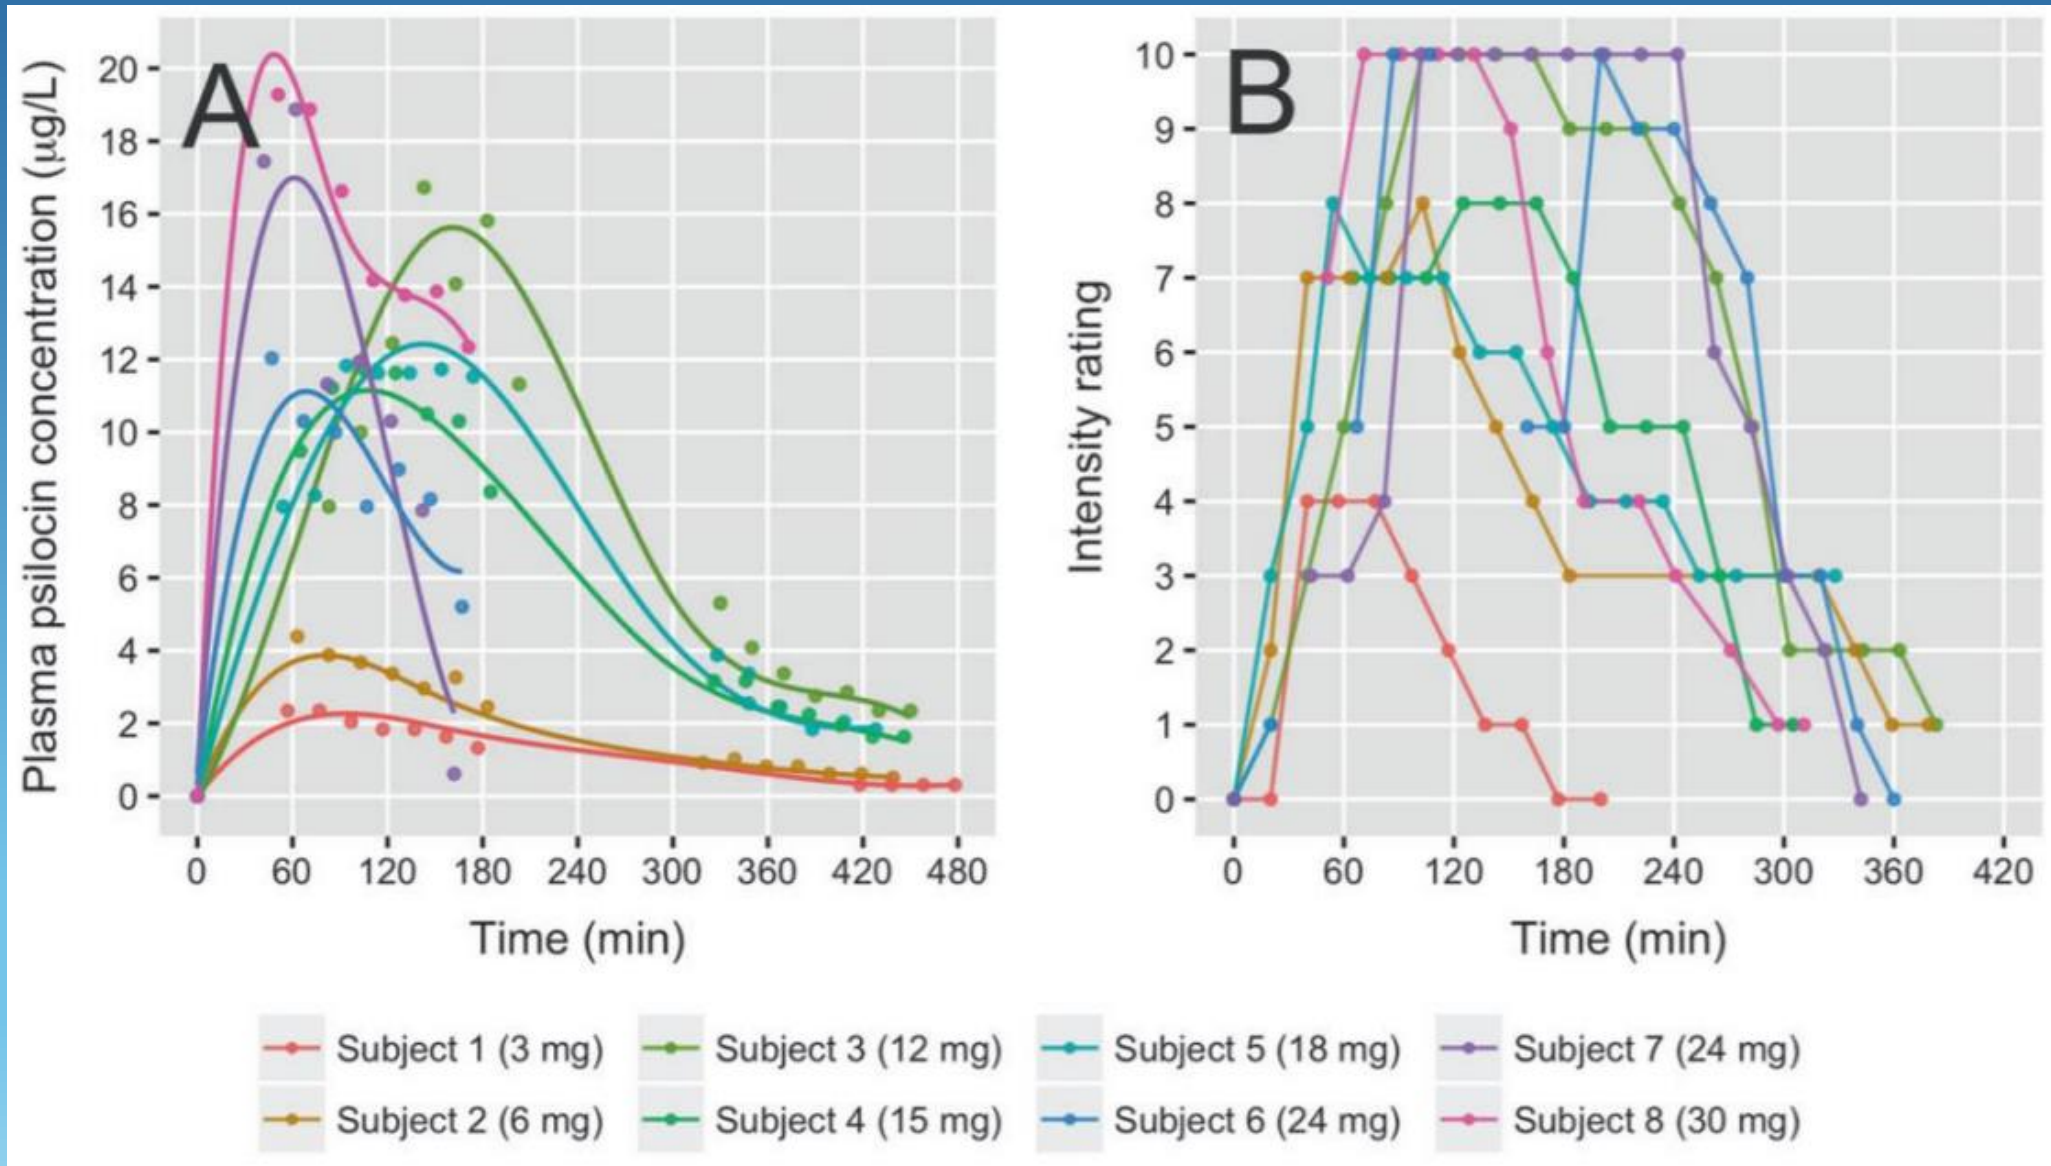 A
Plasma psilocin concentration (µg/L)
20
18
16
14
12
10
8
6
4
2
0
0 60 120 180 240 300 360 420 480
Time (min)
B
Intensity rating
10
9
8
7
6
5
4
3
2
1
0
0 60 120 180 240 300 360 420
Time (min)
Subject 1 (3 mg) Subject 3 (12 mg) Subject 5 (18 mg) Subject 7 (24 mg)
Subject 2 (6 mg) Subject 4 (15 mg) Subject 6 (24 mg) Subject 8 (30 mg)